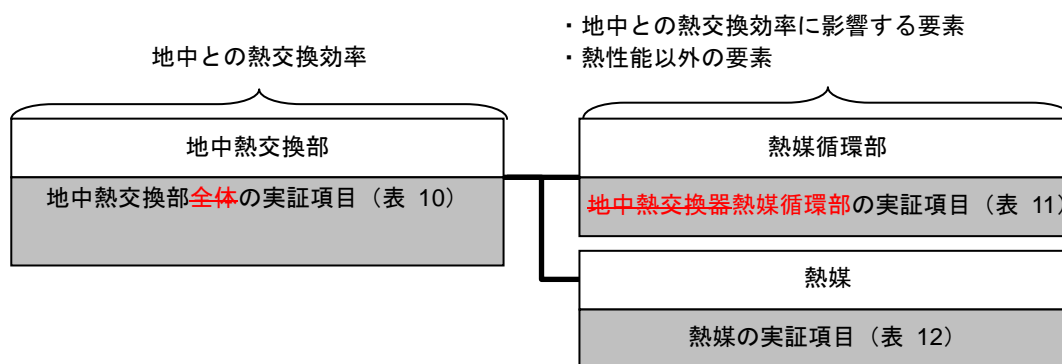 地中との熱交換効率
・地中との熱交換効率に影響する要素
・熱性能以外の要素
地中熱交換部
地中熱交換部全体の実証項目（表 10）
熱媒循環部
地中熱交換器熱媒循環部の実証項目（表 11）
熱媒
熱媒の実証項目（表 12）